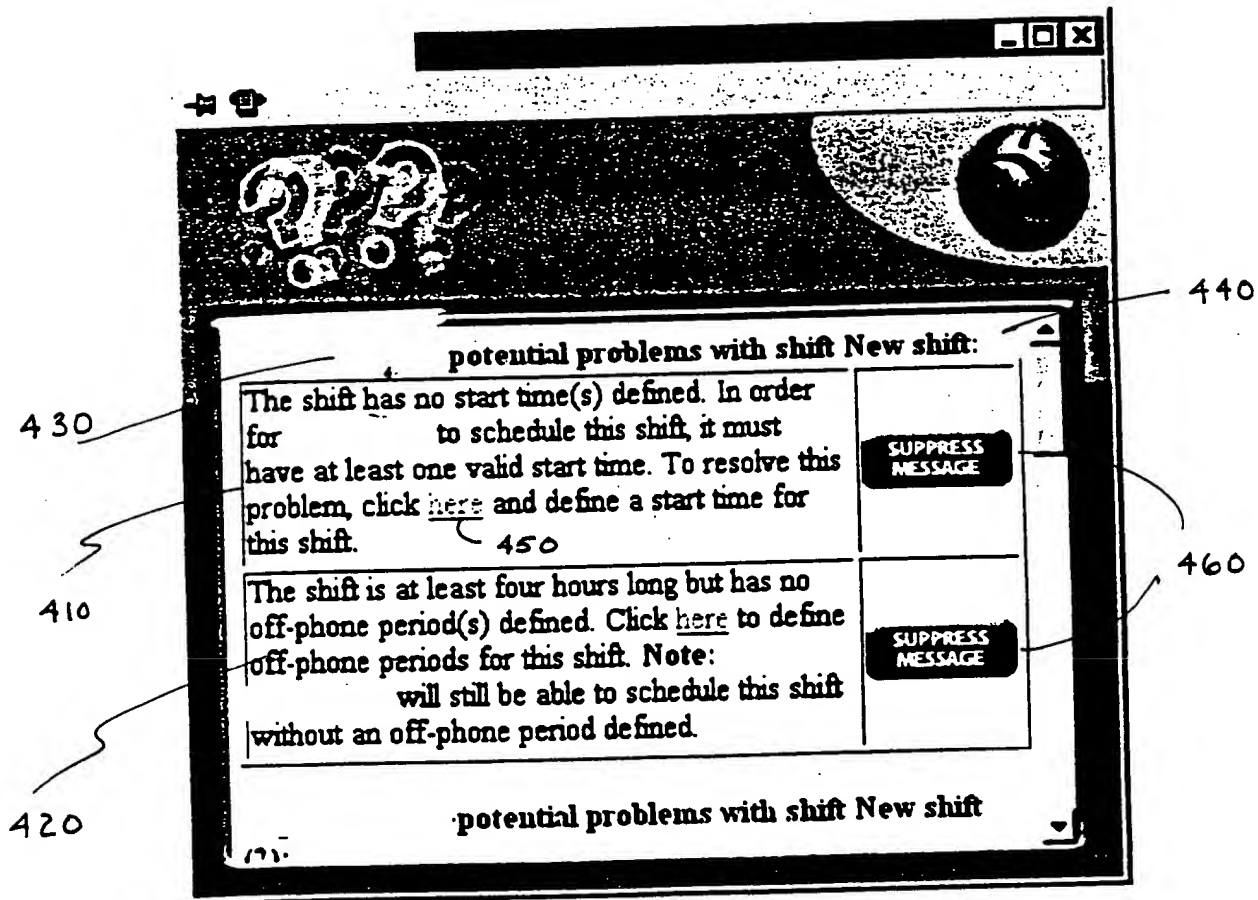 440
potential problems with shift New shift:
430
The shift has no start time(s) defined. In order
for to schedule this shift, it must
have at least one valid start time. To resolve this
problem, click here and define a start time for
this shift.
450
SUPPRESS
MESSAGE
410
460
The shift is at least four hours long but has no
off-phone period(s) defined. Click here to define
off-phone periods for this shift. Note:
will still be able to schedule this shift
without an off-phone period defined.
SUPPRESS
MESSAGE
420
potential problems with shift New shift